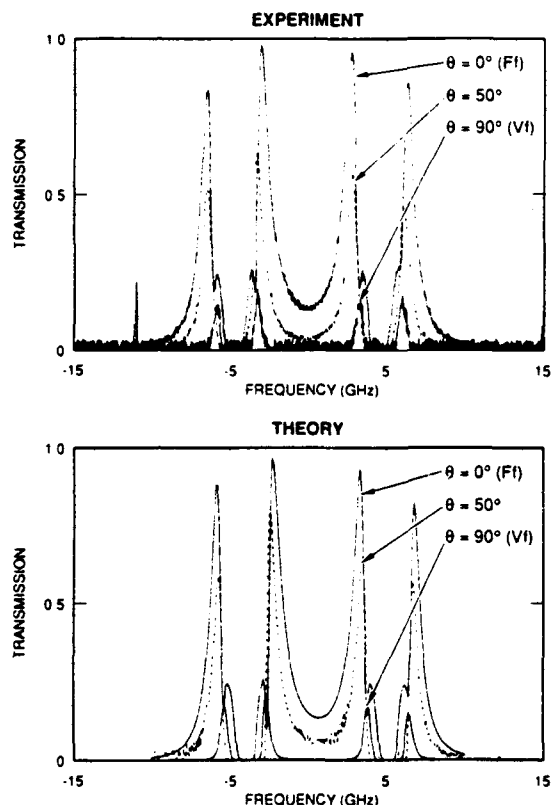 EXPERIMENT
1 0
0 5
0
TRANSMISSION
θ = 0° (Ff)
θ = 50°
θ = 90° (Vf)
-15
-5
5
15
FREQUENCY (GHz)
THEORY
1 0
0 5
0
TRANSMISSION
θ = 0° (Ff)
θ = 50°
θ = 90° (Vf)
-15
-5
5
15
FREQUENCY (GHz)